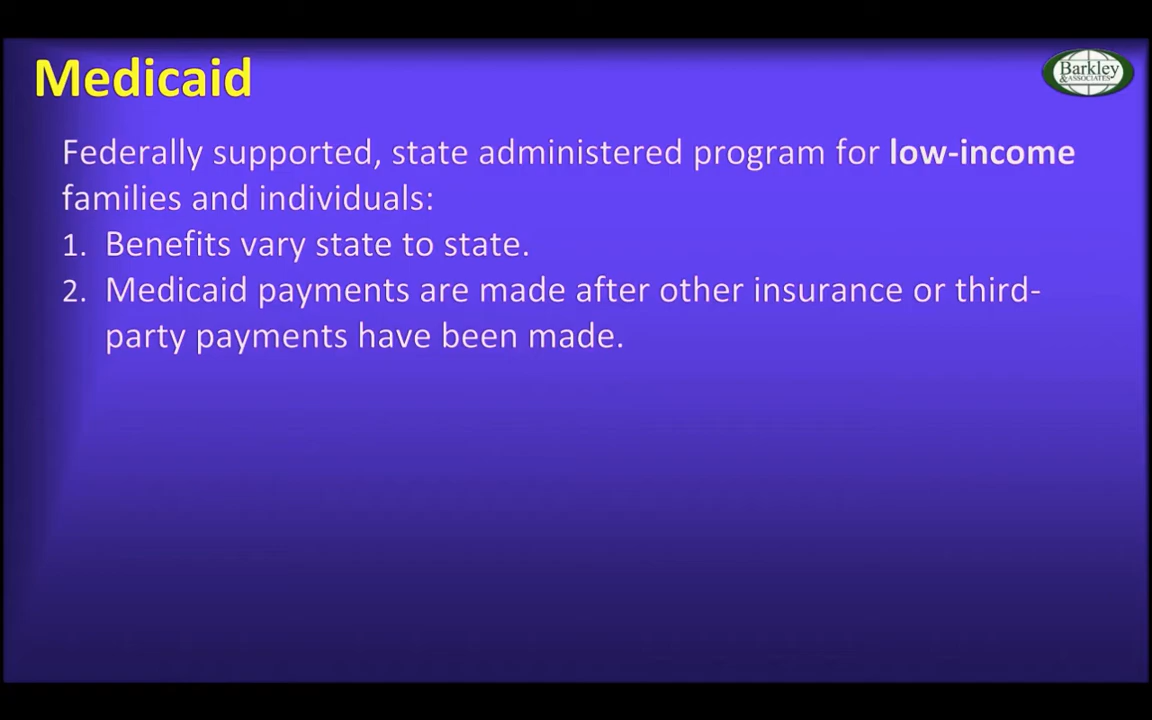 Medicaid
Barkley
& ASSOCIATES
Federally supported, state administered program for low-income
families and individuals:
1. Benefits vary state to state.
2. Medicaid payments are made after other insurance or third-
party payments have been made.